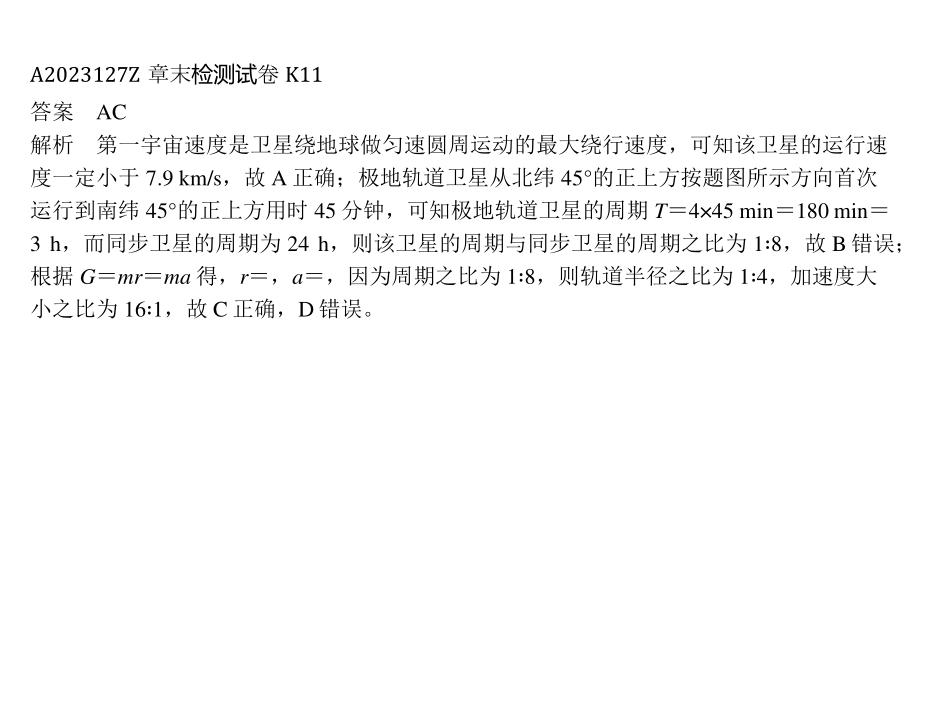 A2023127Z 章末检测试卷 K11
答案　AC
解析　第一宇宙速度是卫星绕地球做匀速圆周运动的最大绕行速度，可知该卫星的运行速
度一定小于 7.9 km/s，故 A 正确；极地轨道卫星从北纬 45°的正上方按题图所示方向首次
运行到南纬 45°的正上方用时 45 分钟，可知极地轨道卫星的周期 T＝4×45 min＝180 min＝
3 h，而同步卫星的周期为 24 h，则该卫星的周期与同步卫星的周期之比为 1∶8，故 B 错误；
根据 G＝mr＝ma 得，r＝，a＝，因为周期之比为 1∶8，则轨道半径之比为 1∶4，加速度大
小之比为 16∶1，故 C 正确，D 错误。